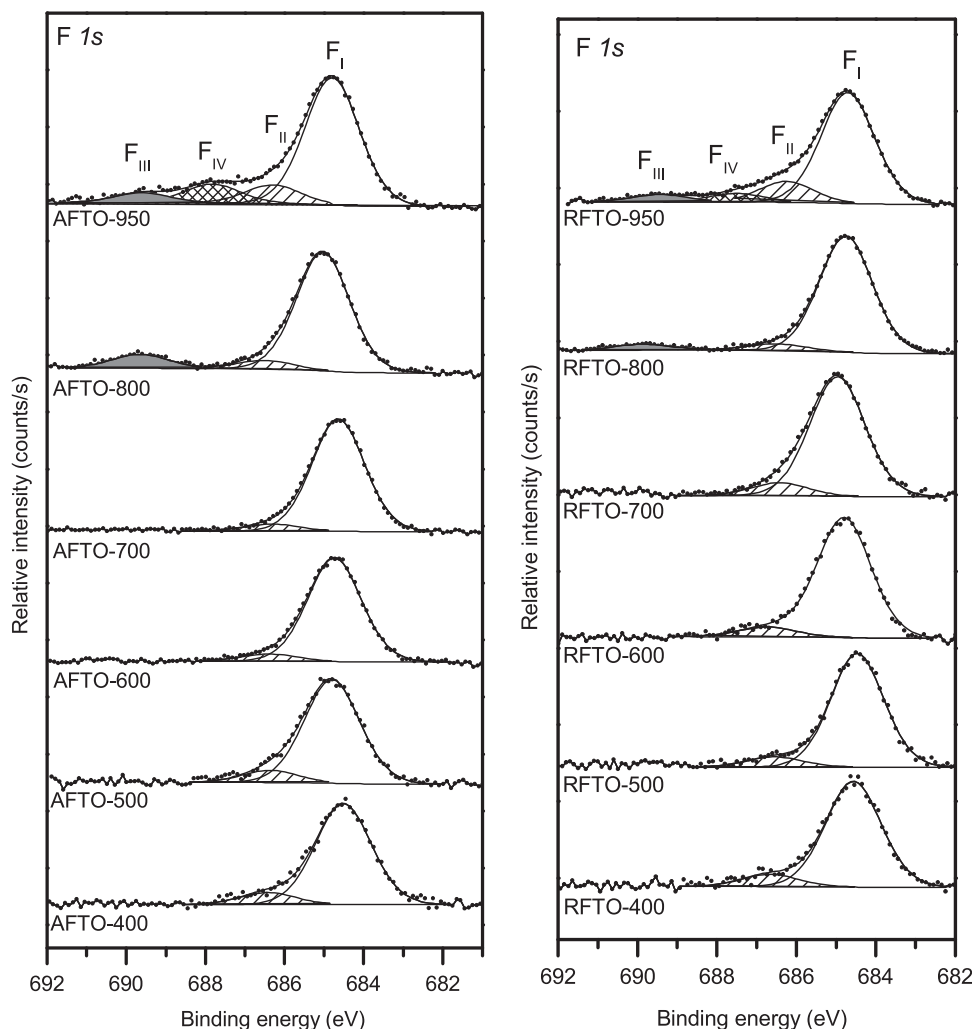 F 1s
F_I
F_II
F_IV
F_III
AFTO-950
AFTO-800
AFTO-700
AFTO-600
AFTO-500
AFTO-400
692 690 688 686 684 682
Binding energy (eV)
Relative intensity (counts/s)
F 1s
F_I
F_II
F_IV
F_III
RFTO-950
RFTO-800
RFTO-700
RFTO-600
RFTO-500
RFTO-400
692 690 688 686 684 682
Binding energy (eV)
Relative intensity (counts/s)